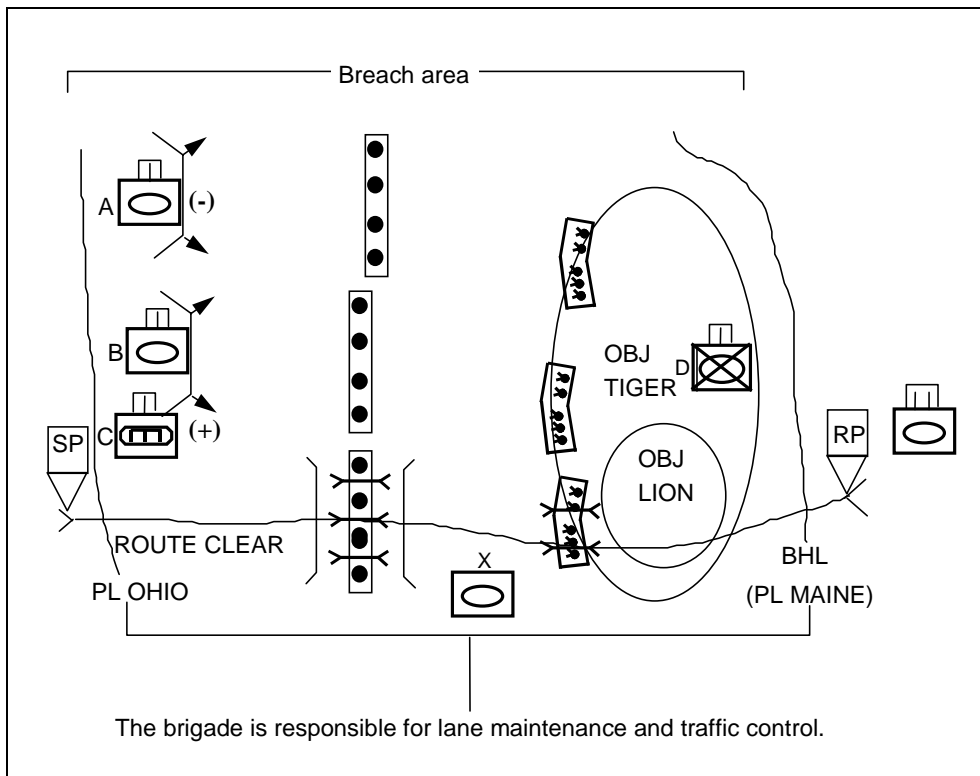 Breach area
A
(-)
B
C
(+)
SP
OBJ
TIGER
D
OBJ
LION
RP
ROUTE CLEAR
X
BHL
PL OHIO
(PL MAINE)
The brigade is responsible for lane maintenance and traffic control.